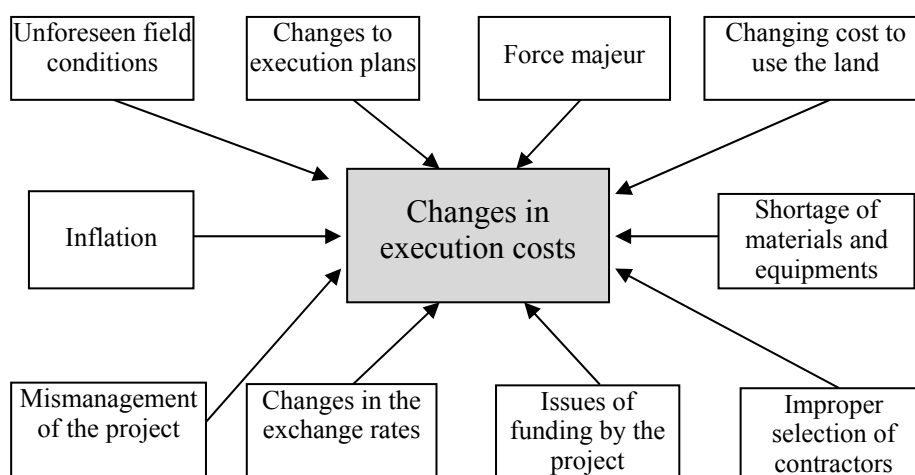 Unforeseen field
conditions
Changes to
execution plans
Force majeur
Changing cost to
use the land
Inflation
Changes in
execution costs
Shortage of
materials and
equipments
Mismanagement
of the project
Changes in the
exchange rates
Issues of
funding by the
project
Improper
selection of
contractors